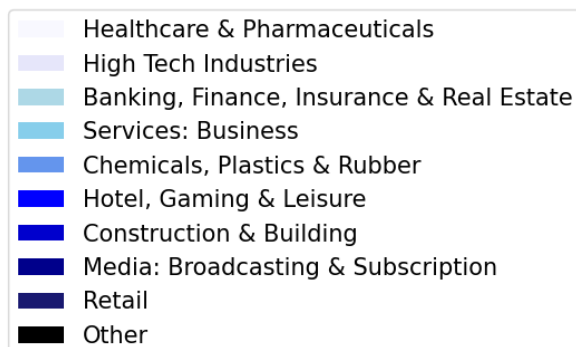 Healthcare & Pharmaceuticals
High Tech Industries
Banking, Finance, Insurance & Real Estate
Services: Business
Chemicals, Plastics & Rubber
Hotel, Gaming & Leisure
Construction & Building
Media: Broadcasting & Subscription
Retail
Other